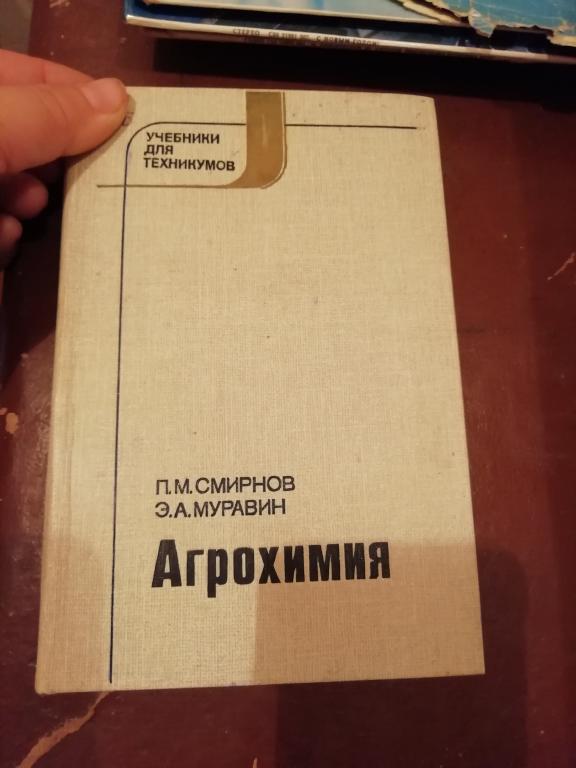 УЧЕБНИКИ
ДЛЯ
ТЕХНИКУМОВ
П.М.СМИРНОВ
Э.А.МУРАВИН
Агрохимия